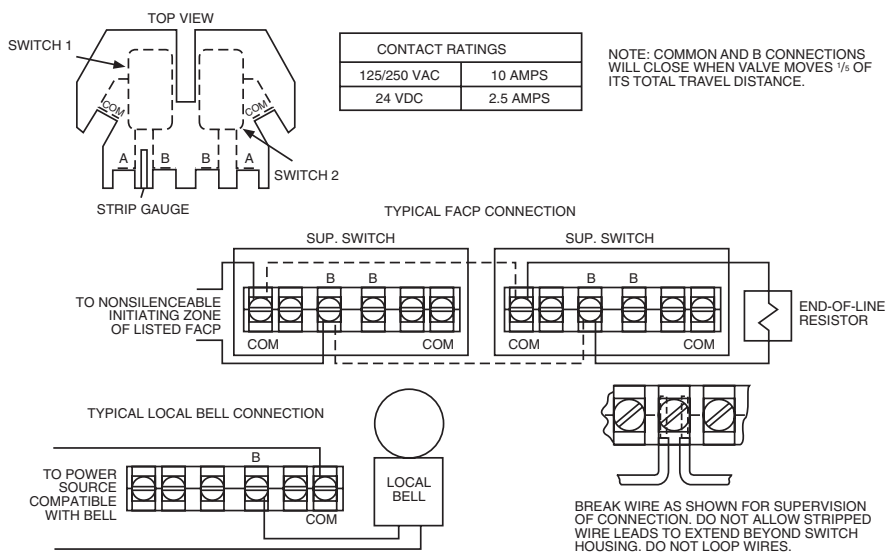 TOP VIEW
SWITCH 1
COM
COM
A
B
B
A
SWITCH 2
STRIP GAUGE
CONTACT RATINGS
125/250 VAC 10 AMPS
24 VDC 2.5 AMPS
NOTE: COMMON AND B CONNECTIONS
WILL CLOSE WHEN VALVE MOVES 1/5 OF
ITS TOTAL TRAVEL DISTANCE.
TYPICAL FACP CONNECTION
SUP. SWITCH
SUP. SWITCH
B B
B B
TO NONSILENCEABLE
INITIATING ZONE
OF LISTED FACP
COM COM
COM COM
END-OF-LINE
RESISTOR
TYPICAL LOCAL BELL CONNECTION
B
TO POWER
SOURCE
COMPATIBLE
WITH BELL
COM
LOCAL
BELL
BREAK WIRE AS SHOWN FOR SUPERVISION
OF CONNECTION. DO NOT ALLOW STRIPPED
WIRE LEADS TO EXTEND BEYOND SWITCH
HOUSING. DO NOT LOOP WIRES.